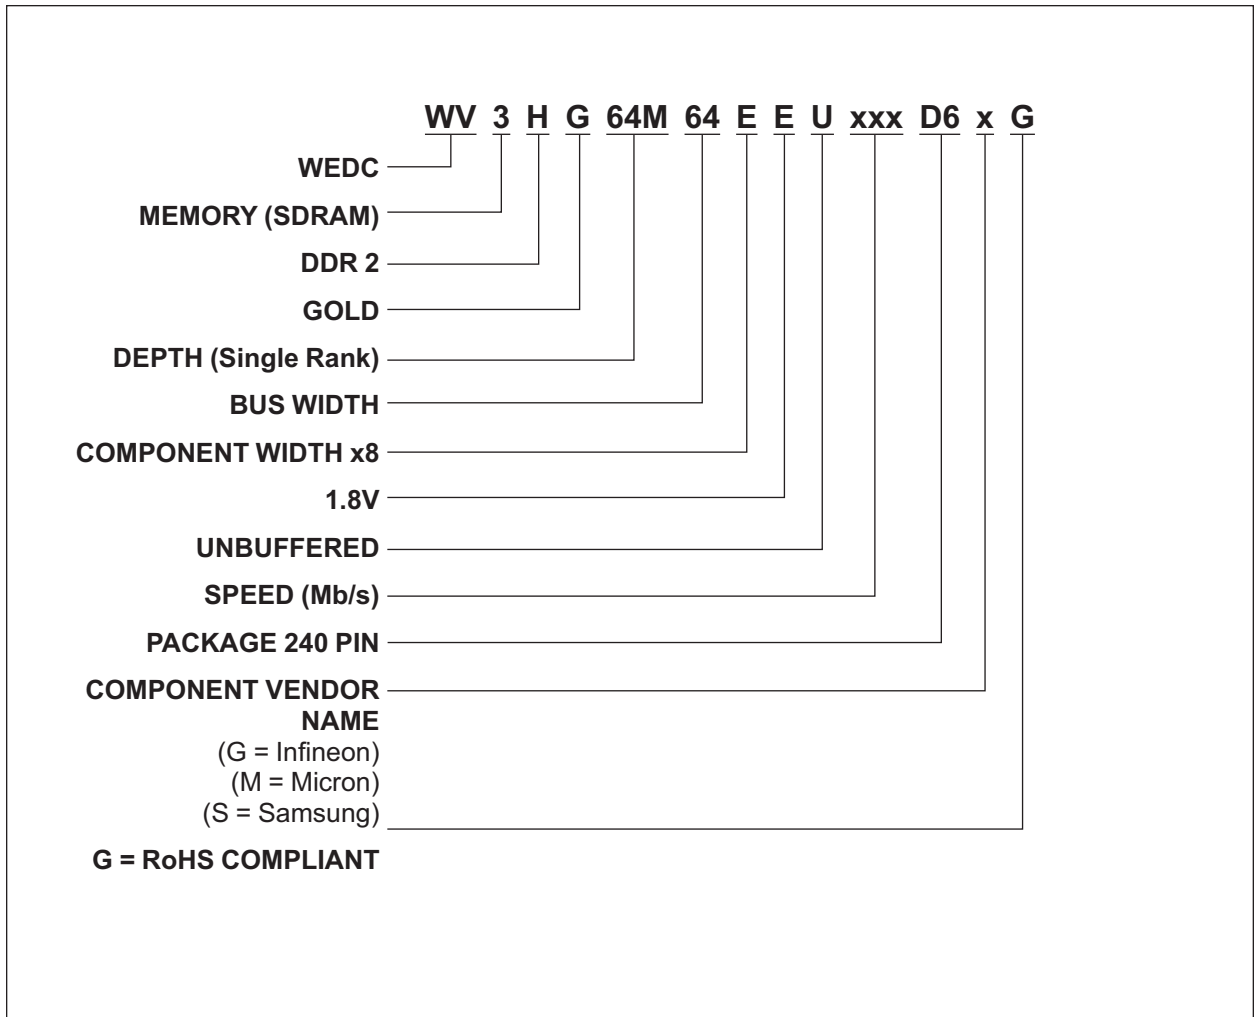 WV 3 H G 64M 64 E E U xxx D6 x G
WEDC
MEMORY (SDRAM)
DDR 2
GOLD
DEPTH (Single Rank)
BUS WIDTH
COMPONENT WIDTH x8
1.8V
UNBUFFERED
SPEED (Mb/s)
PACKAGE 240 PIN
COMPONENT VENDOR
NAME
(G = Infineon)
(M = Micron)
(S = Samsung)
G = RoHS COMPLIANT